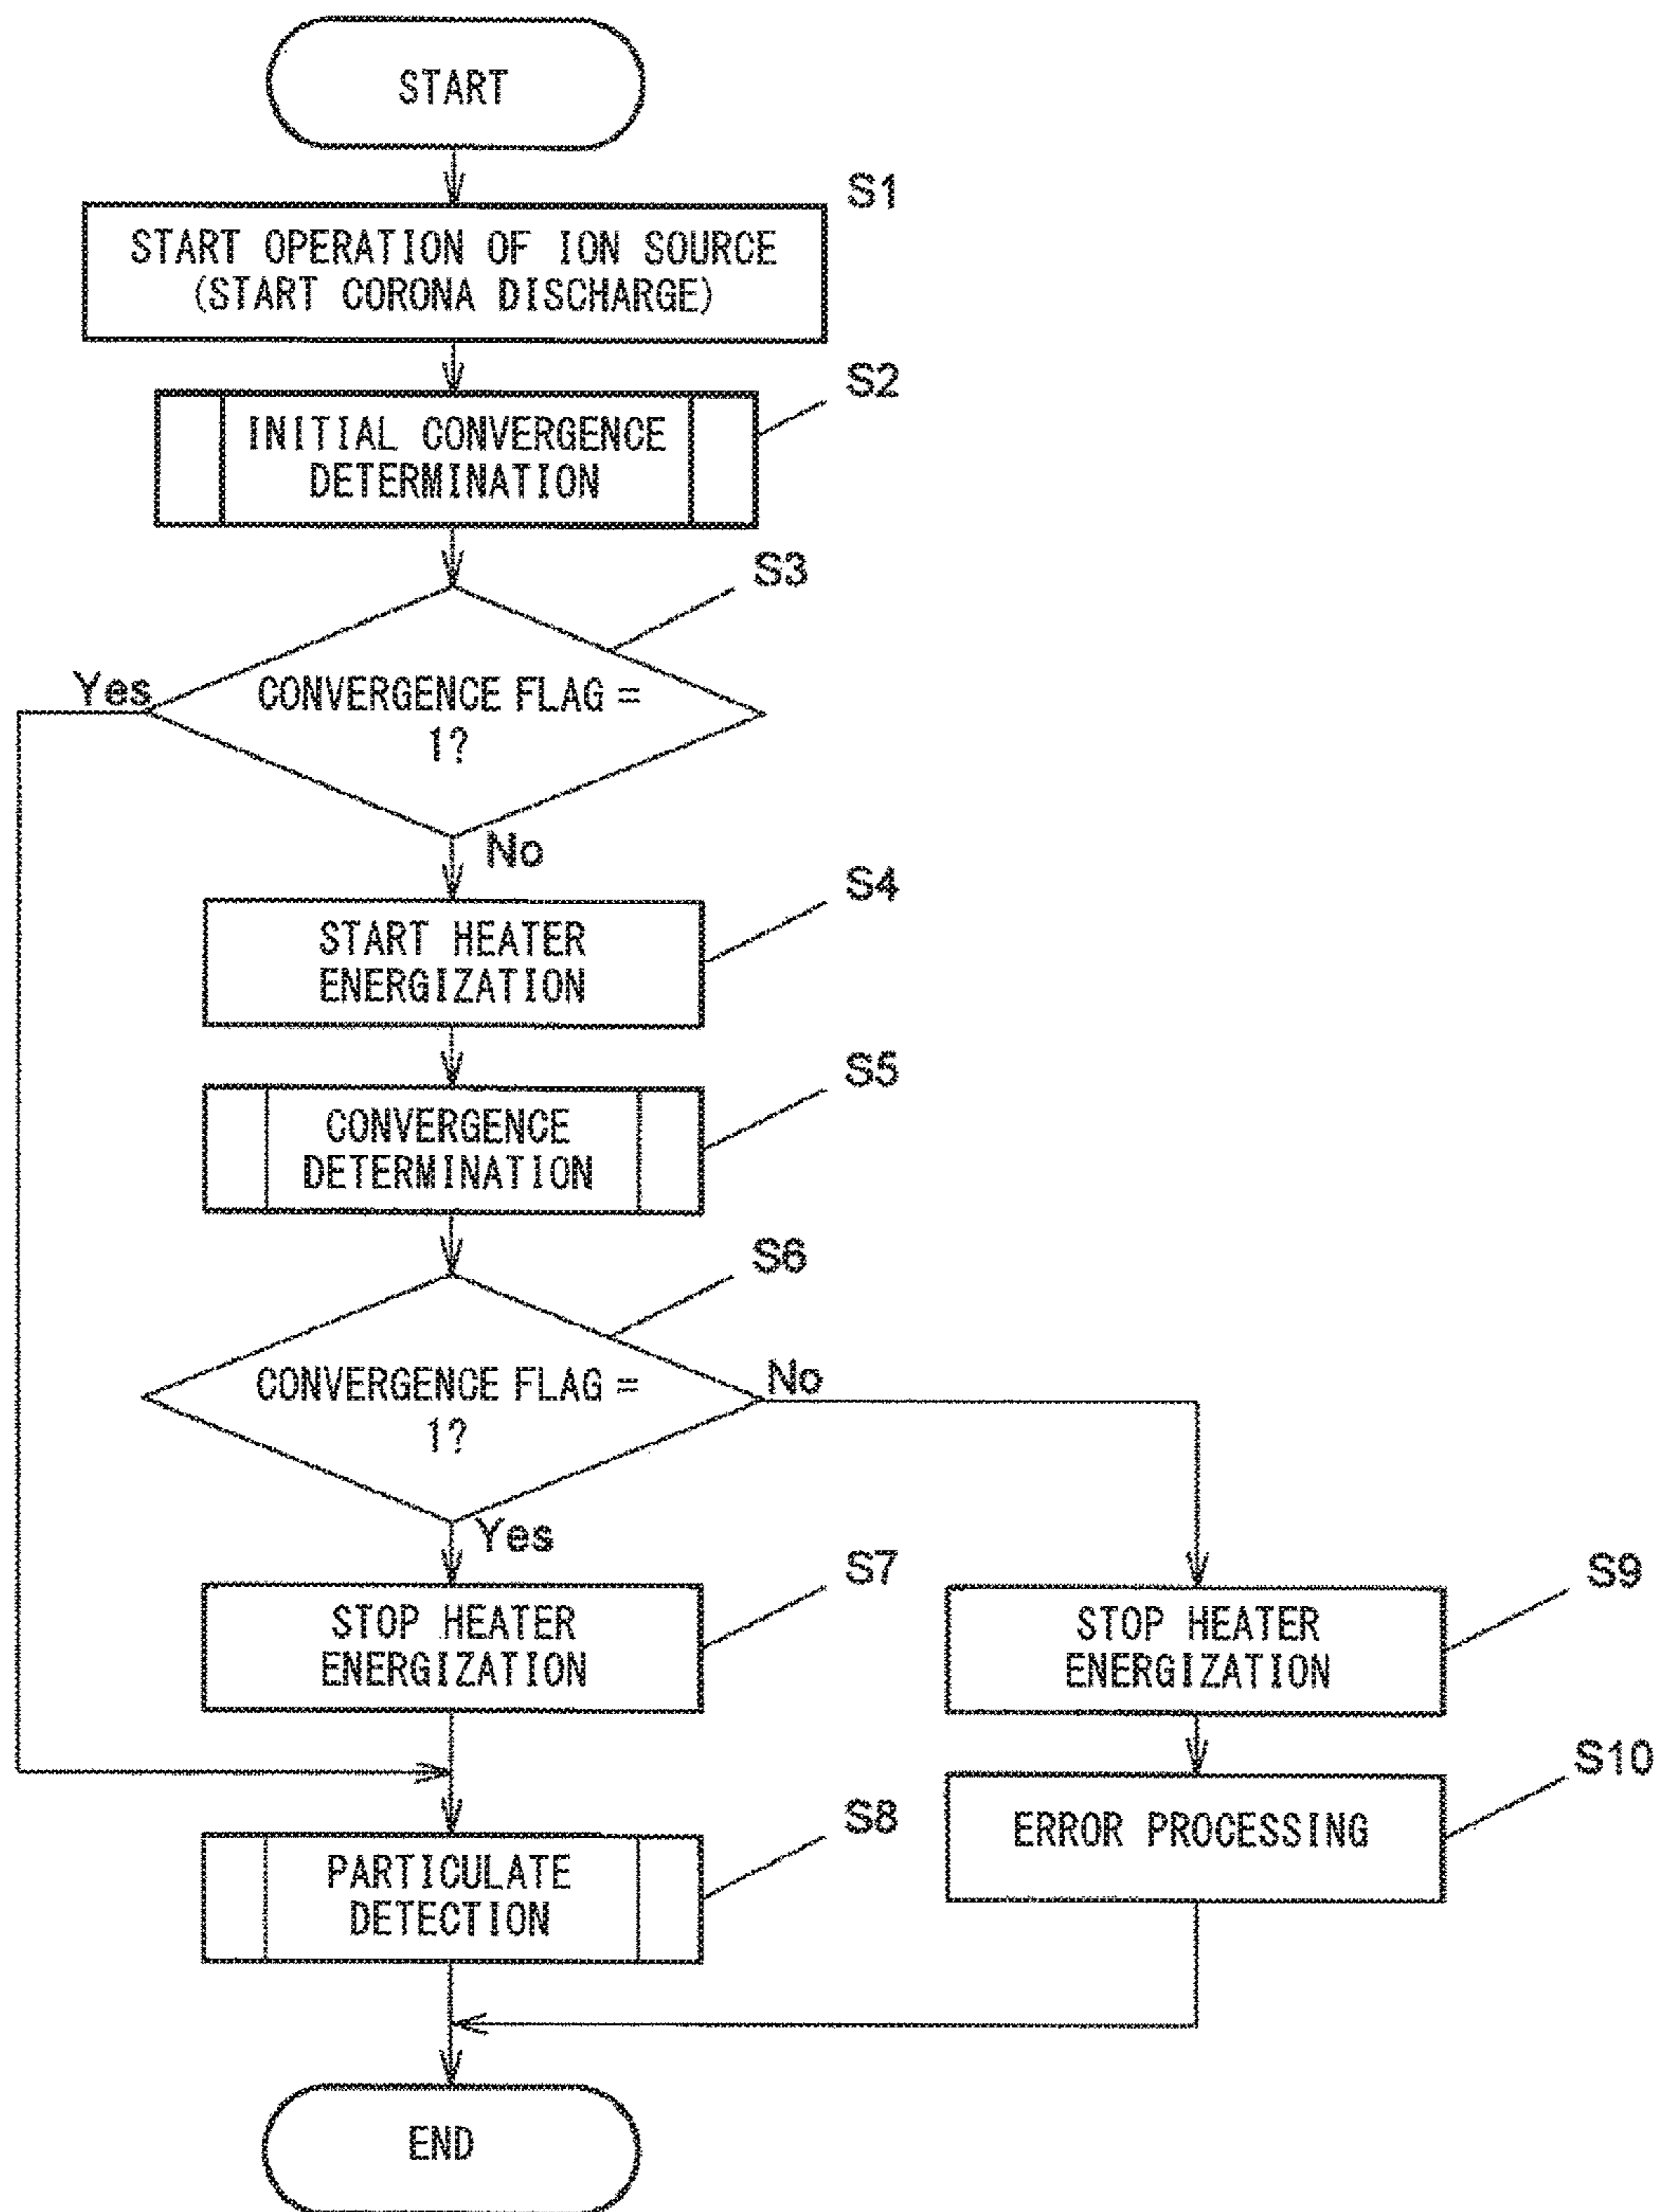 START
S1
START OPERATION OF ION SOURCE
(START CORONA DISCHARGE)
S2
INITIAL CONVERGENCE
DETERMINATION
S3
Yes
CONVERGENCE FLAG =
1?
No
S4
START HEATER
ENERGIZATION
S5
CONVERGENCE
DETERMINATION
S6
CONVERGENCE FLAG =
1?
No
Yes
S7
STOP HEATER
ENERGIZATION
S9
STOP HEATER
ENERGIZATION
S10
ERROR PROCESSING
S8
PARTICULATE
DETECTION
END